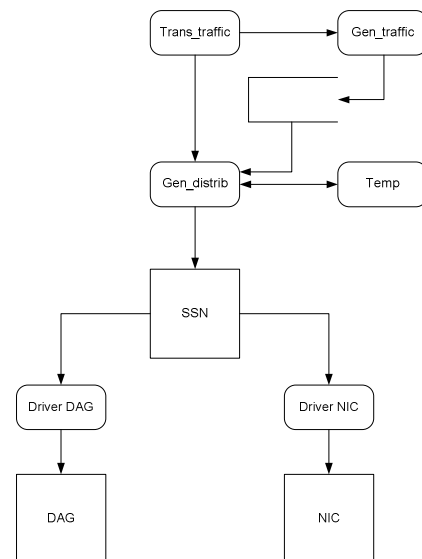 Trans_traffic
Gen_traffic
Gen_distrib
Temp
SSN
Driver DAG
Driver NIC
DAG
NIC